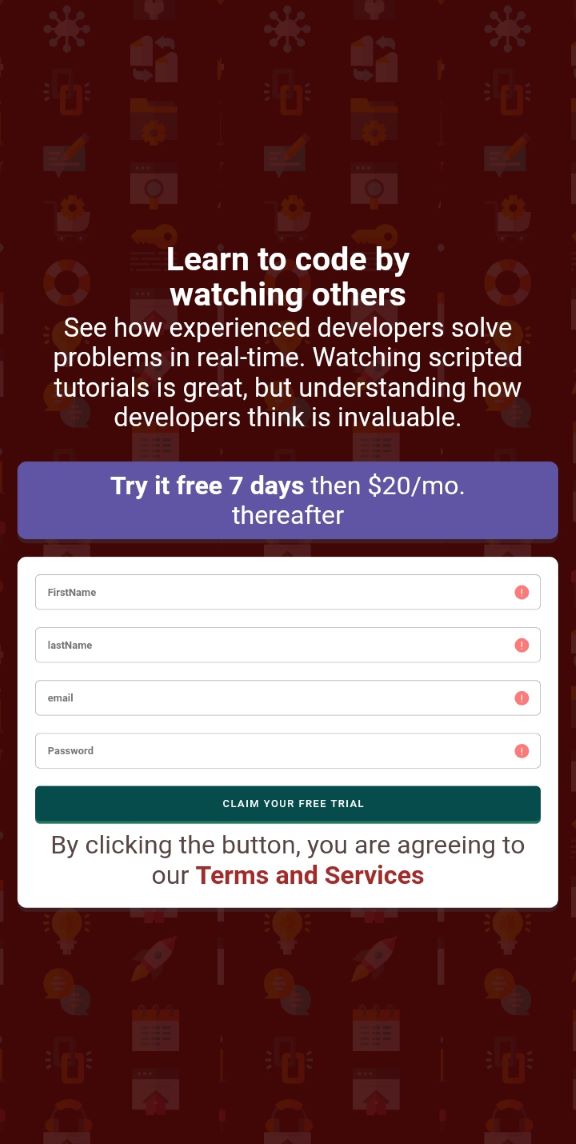 Learn to code by
watching others
See how experienced developers solve
problems in real-time. Watching scripted
tutorials is great, but understanding how
developers think is invaluable.
Try it free 7 days then $20/mo.
thereafter
FirstName
lastName
email
Password
CLAIM YOUR FREE TRIAL
By clicking the button, you are agreeing to
our Terms and Services